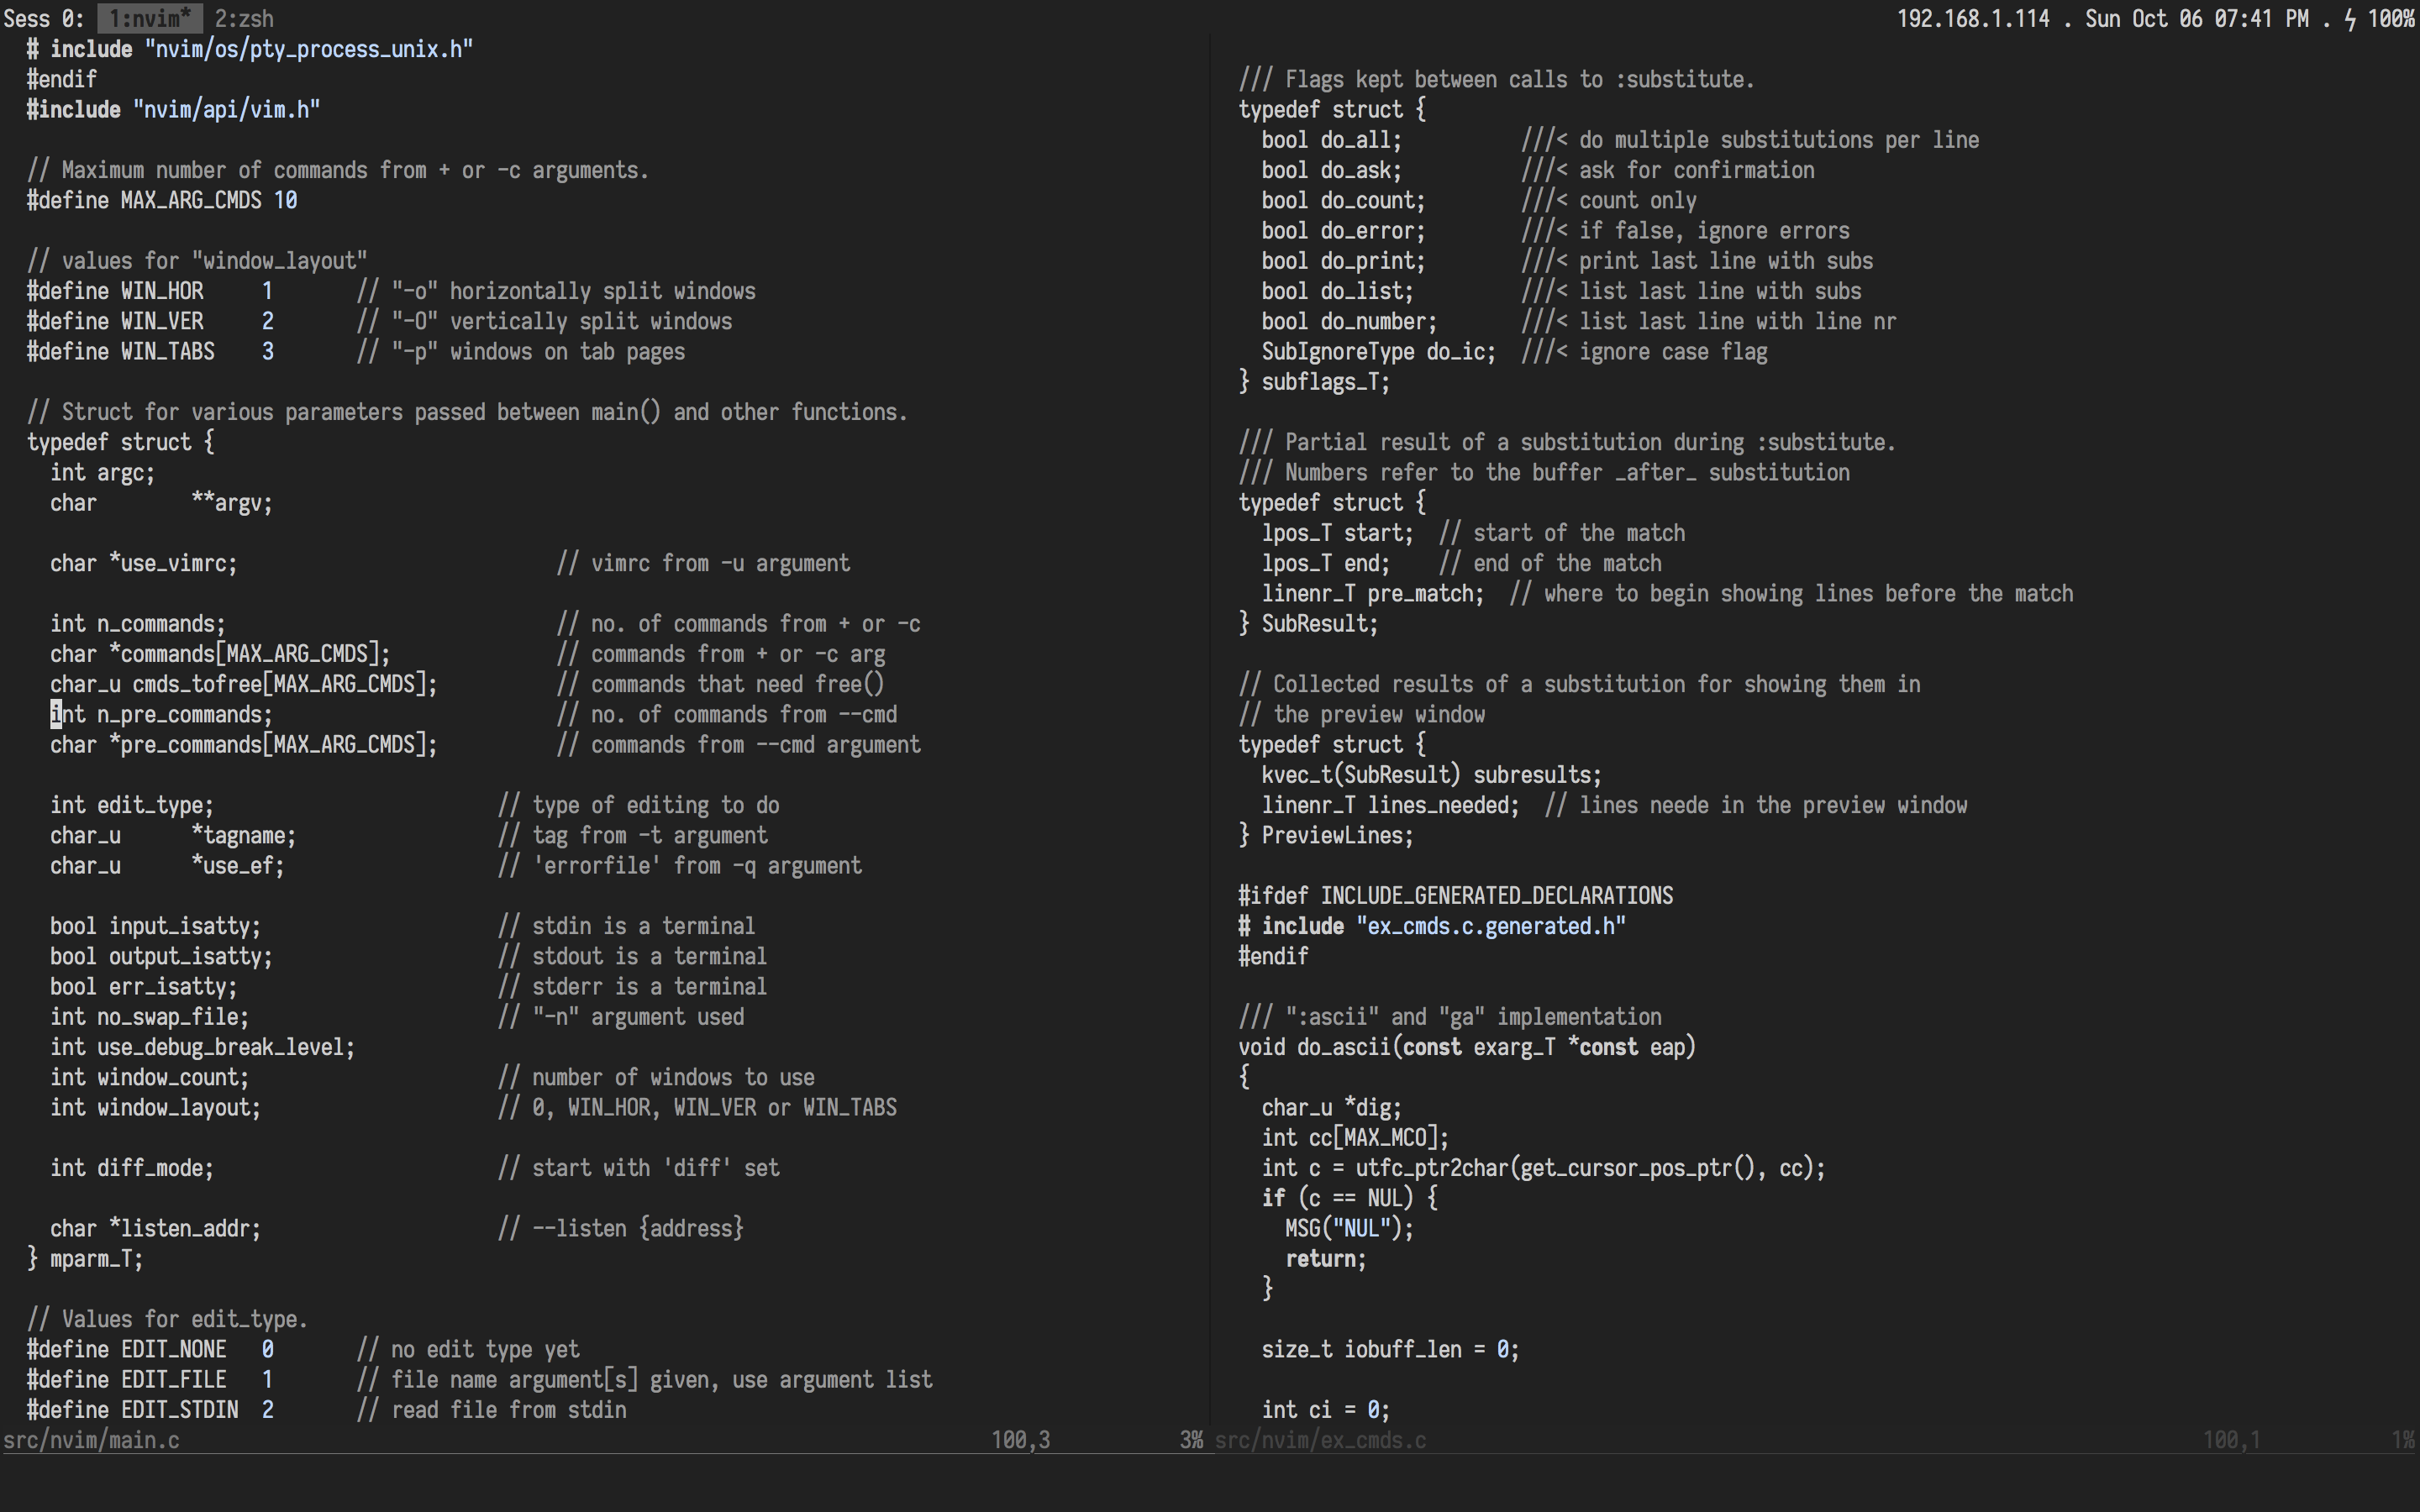 Sess 0:  1:nvim*  2:zsh
192.168.1.114 . Sun Oct 06 07:41 PM . ϟ 100%
# include "nvim/os/pty_process_unix.h"
#endif
#include "nvim/api/vim.h"

// Maximum number of commands from + or -c arguments.
#define MAX_ARG_CMDS 10

// values for "window_layout"
#define WIN_HOR     1       // "-o" horizontally split windows
#define WIN_VER     2       // "-O" vertically split windows
#define WIN_TABS    3       // "-p" windows on tab pages

// Struct for various parameters passed between main() and other functions.
typedef struct {
  int argc;
  char        **argv;

  char *use_vimrc;                           // vimrc from -u argument

  int n_commands;                            // no. of commands from + or -c
  char *commands[MAX_ARG_CMDS];              // commands from + or -c arg
  char_u cmds_tofree[MAX_ARG_CMDS];          // commands that need free()
  int n_pre_commands;                        // no. of commands from --cmd
  char *pre_commands[MAX_ARG_CMDS];          // commands from --cmd argument

  int edit_type;                        // type of editing to do
  char_u      *tagname;                 // tag from -t argument
  char_u      *use_ef;                  // 'errorfile' from -q argument

  bool input_isatty;                    // stdin is a terminal
  bool output_isatty;                   // stdout is a terminal
  bool err_isatty;                      // stderr is a terminal
  int no_swap_file;                     // "-n" argument used
  int use_debug_break_level;
  int window_count;                     // number of windows to use
  int window_layout;                    // 0, WIN_HOR, WIN_VER or WIN_TABS

  int diff_mode;                        // start with 'diff' set

  char *listen_addr;                    // --listen {address}
} mparm_T;

// Values for edit_type.
#define EDIT_NONE   0       // no edit type yet
#define EDIT_FILE   1       // file name argument[s] given, use argument list
#define EDIT_STDIN  2       // read file from stdin
src/nvim/main.c                    100,3           3%

/// Flags kept between calls to :substitute.
typedef struct {
  bool do_all;          ///< do multiple substitutions per line
  bool do_ask;          ///< ask for confirmation
  bool do_count;        ///< count only
  bool do_error;        ///< if false, ignore errors
  bool do_print;        ///< print last line with subs
  bool do_list;         ///< list last line with subs
  bool do_number;       ///< list last line with line nr
  SubIgnoreType do_ic;  ///< ignore case flag
} subflags_T;

/// Partial result of a substitution during :substitute.
/// Numbers refer to the buffer _after_ substitution
typedef struct {
  lpos_T start;  // start of the match
  lpos_T end;    // end of the match
  linenr_T pre_match;  // where to begin showing lines before the match
} SubResult;

// Collected results of a substitution for showing them in
// the preview window
typedef struct {
  kvec_t(SubResult) subresults;
  linenr_T lines_needed;  // lines neede in the preview window
} PreviewLines;

#ifdef INCLUDE_GENERATED_DECLARATIONS
# include "ex_cmds.c.generated.h"
#endif

/// ":ascii" and "ga" implementation
void do_ascii(const exarg_T *const eap)
{
  char_u *dig;
  int cc[MAX_MCO];
  int c = utfc_ptr2char(get_cursor_pos_ptr(), cc);
  if (c == NUL) {
    MSG("NUL");
    return;
  }

  size_t iobuff_len = 0;

  int ci = 0;
src/nvim/ex_cmds.c                    100,1           1%